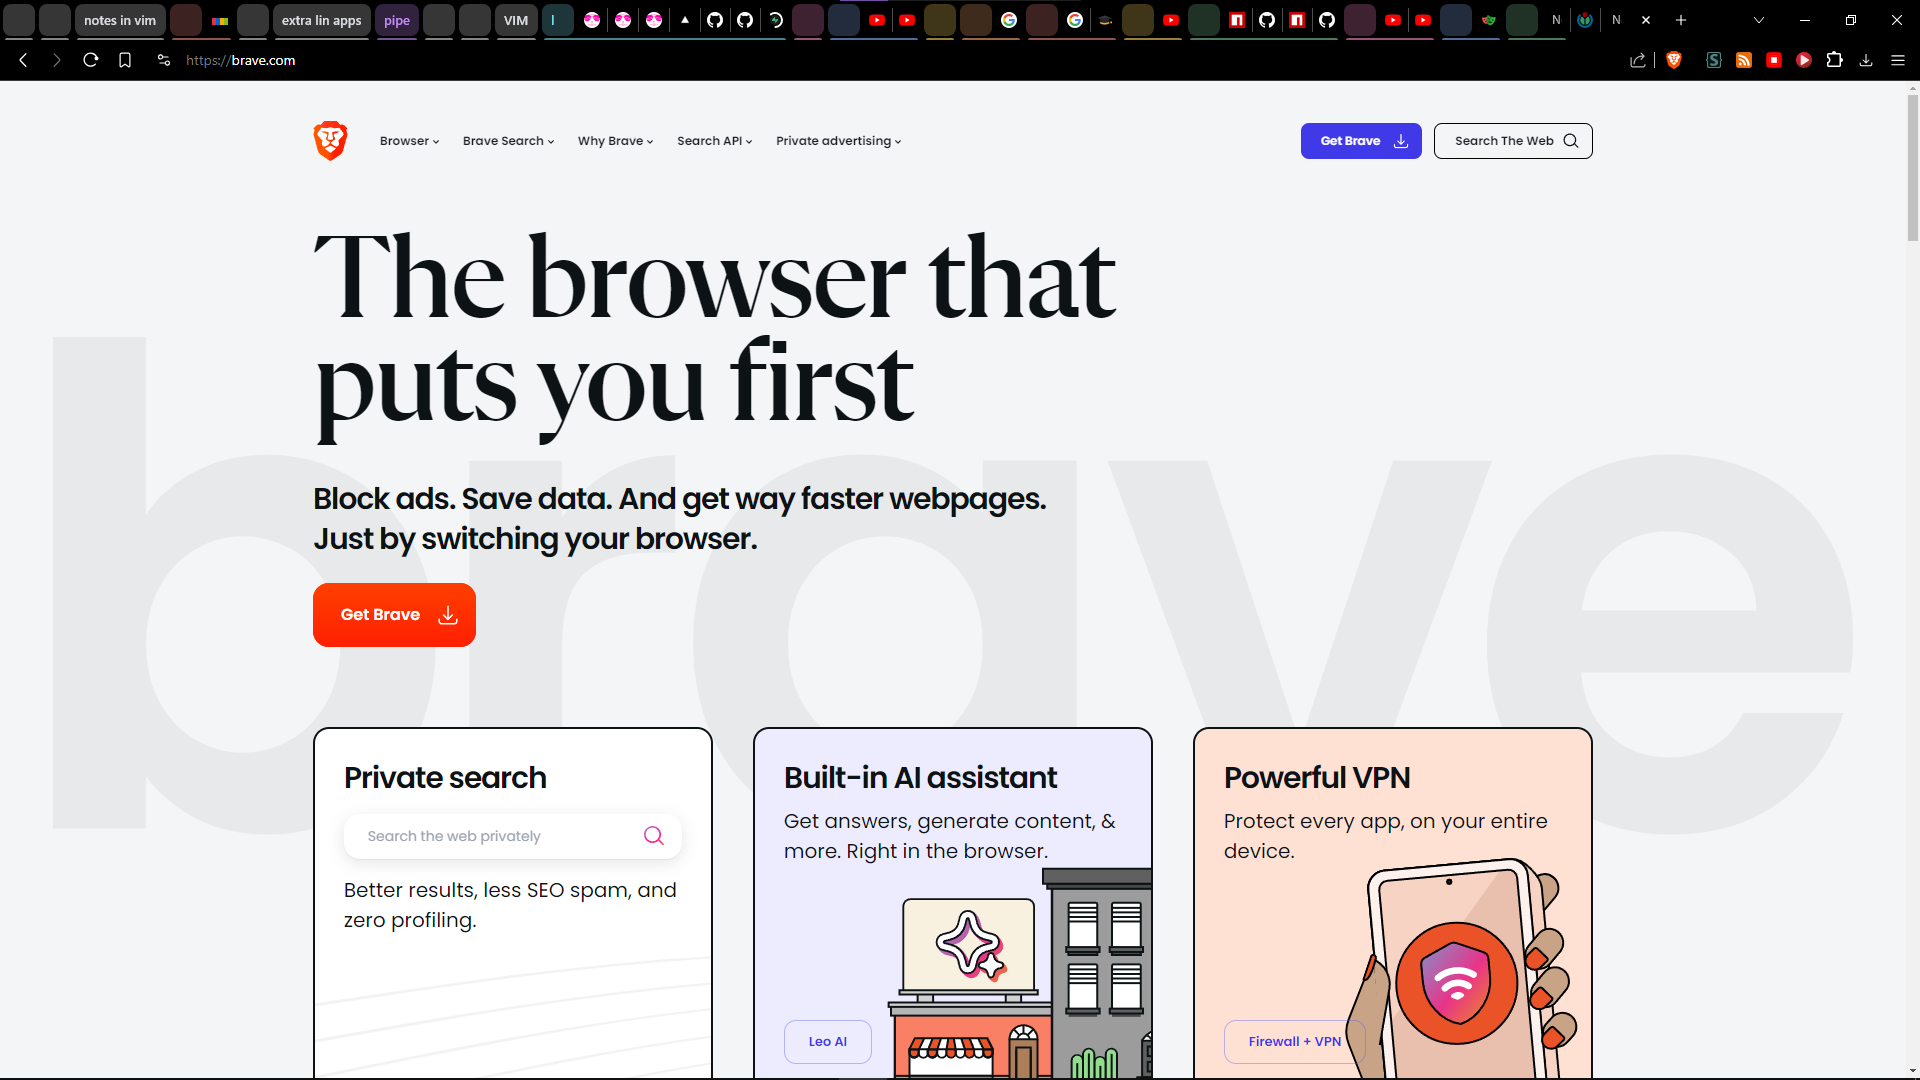 notes in vim
extra lin apps
pipe
VIM
I
N
N
https://brave.com
Browser
Brave Search
Why Brave
Search API
Private advertising
Get Brave
Search The Web
The browser that
puts you first
brave
Block ads. Save data. And get way faster webpages.
Just by switching your browser.
Get Brave
Private search
Search the web privately
Better results, less SEO spam, and
zero profiling.
Built-in AI assistant
Get answers, generate content, &
more. Right in the browser.
Leo AI
Powerful VPN
Protect every app, on your entire
device.
Firewall + VPN